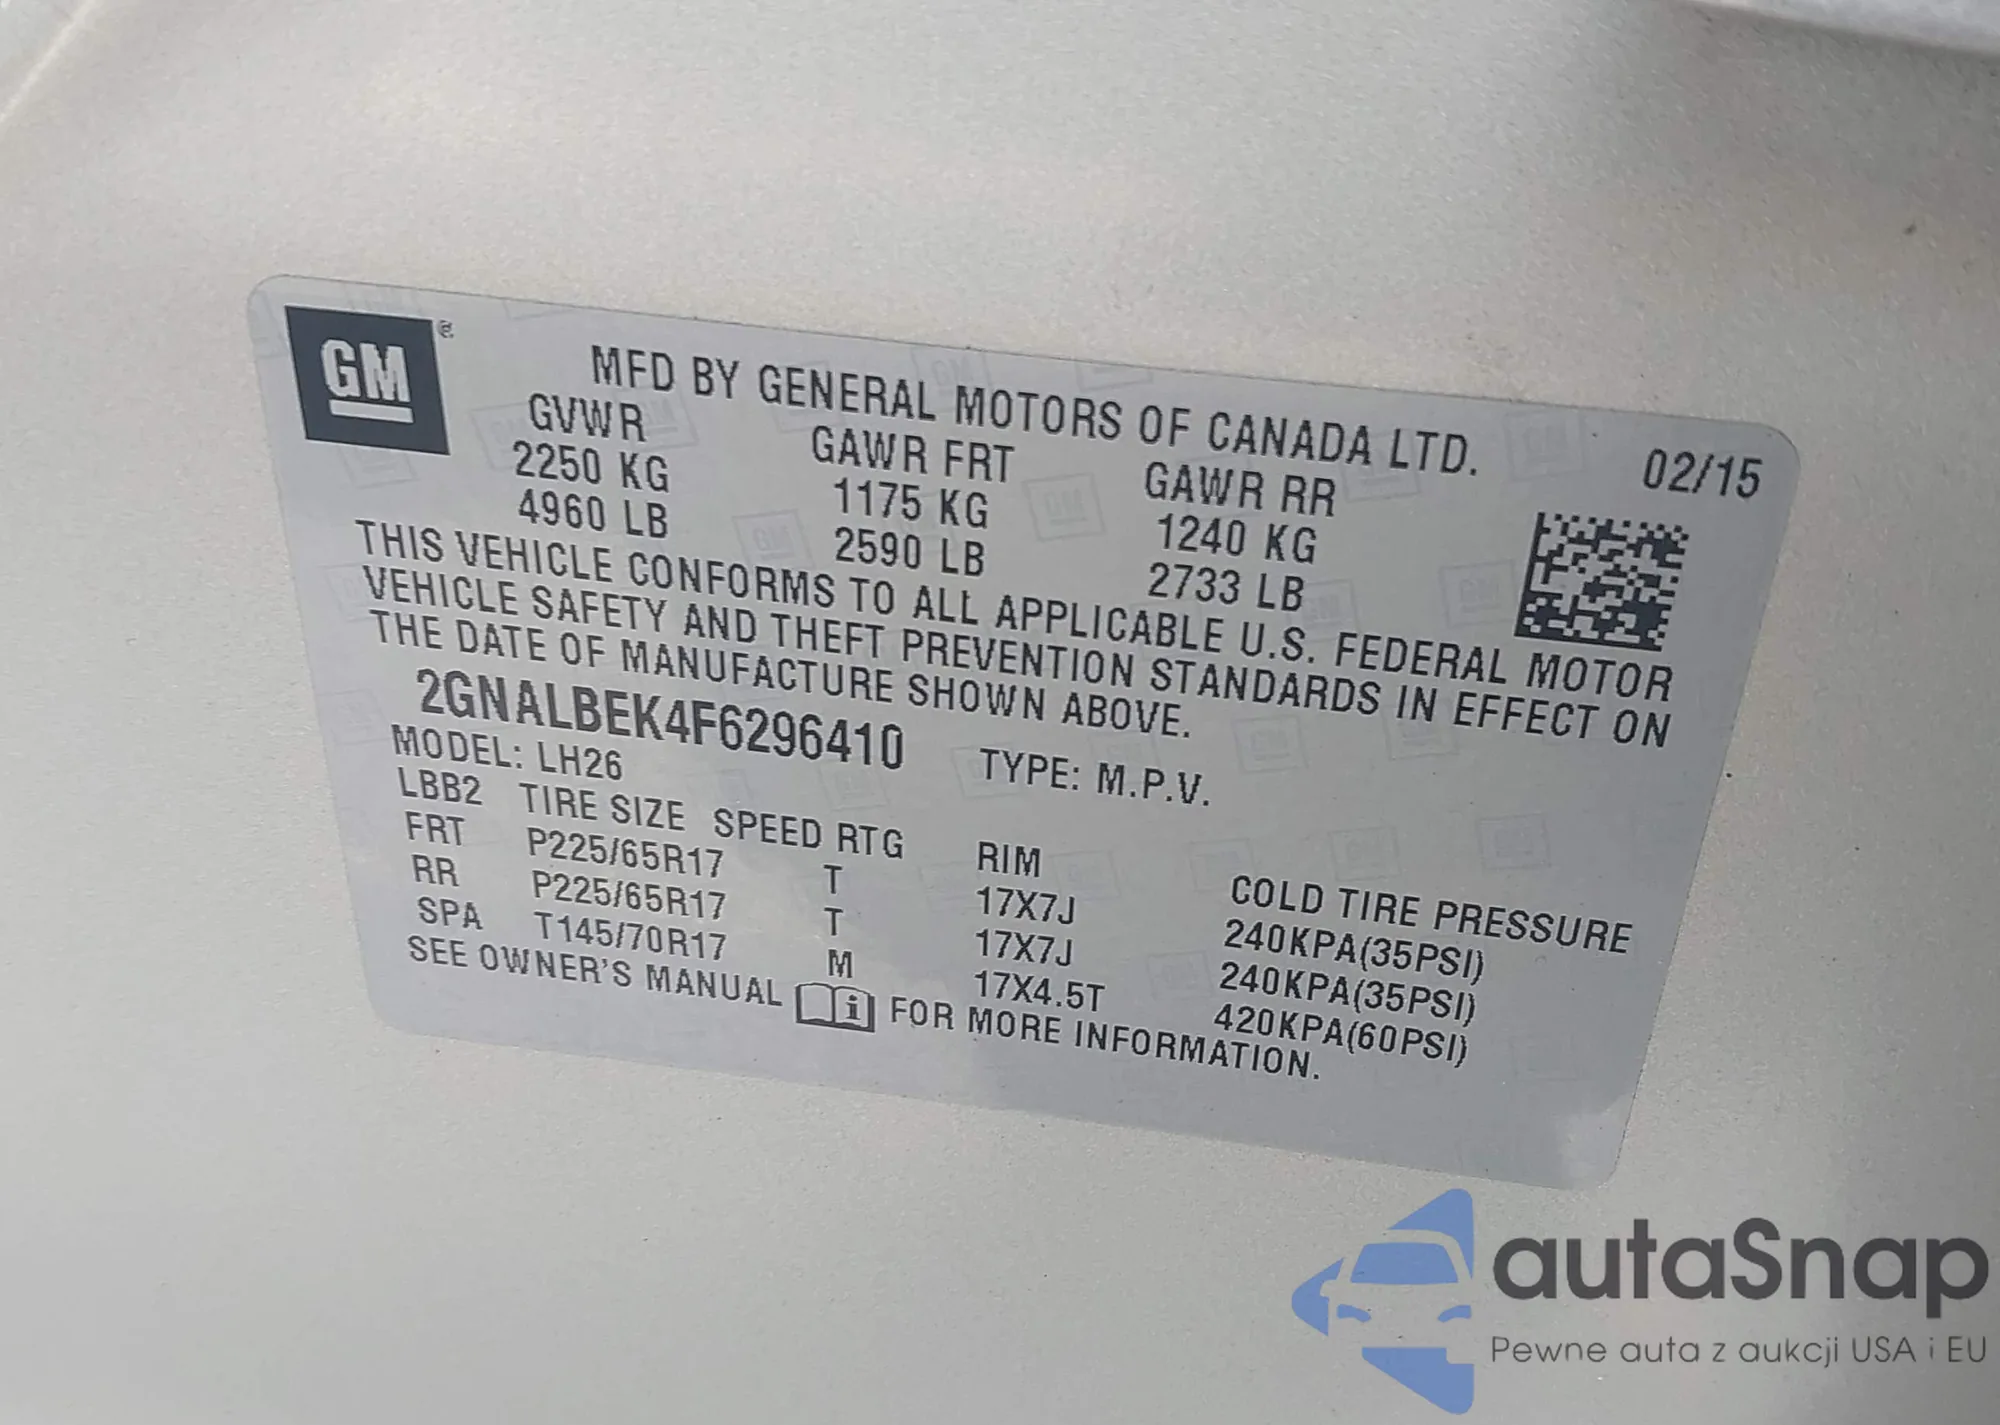 GM ®
MFD BY GENERAL MOTORS OF CANADA LTD. 02/15
GVWR GAWR FRT GAWR RR
2250 KG 1175 KG 1240 KG
4960 LB 2590 LB 2733 LB
THIS VEHICLE CONFORMS TO ALL APPLICABLE U.S. FEDERAL MOTOR
VEHICLE SAFETY AND THEFT PREVENTION STANDARDS IN EFFECT ON
THE DATE OF MANUFACTURE SHOWN ABOVE.
2GNALBEK4F6296410 TYPE: M.P.V.
MODEL: LH26
LBB2 TIRE SIZE SPEED RTG RIM COLD TIRE PRESSURE
FRT P225/65R17 T 17X7J 240KPA(35PSI)
RR P225/65R17 T 17X7J 240KPA(35PSI)
SPA T145/70R17 M 17X4.5T 420KPA(60PSI)
SEE OWNER'S MANUAL i FOR MORE INFORMATION.
autaSnap
Pewne auta z aukcji USA i EU